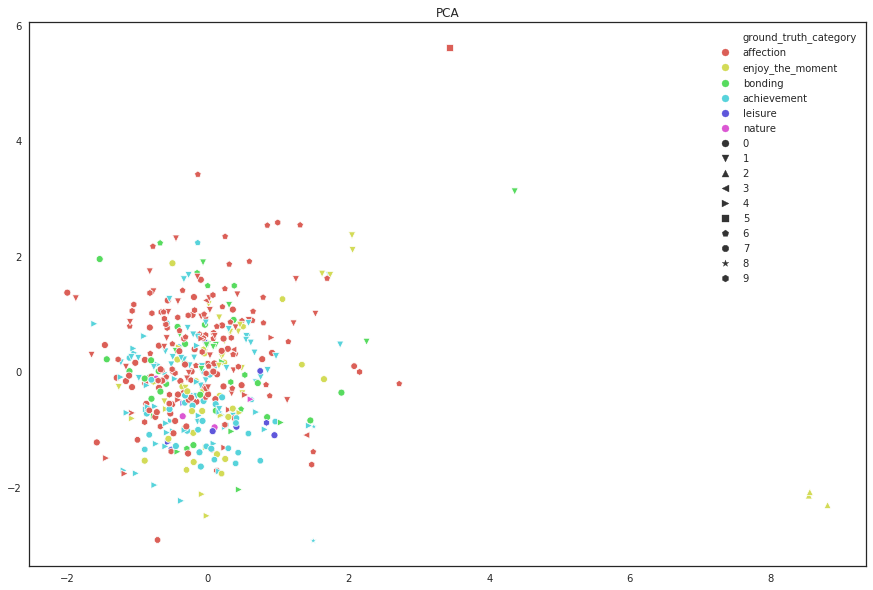 PCA
6
4
2
0
−2
−2
0
2
4
6
8
ground_truth_category
affection
enjoy_the_moment
bonding
achievement
leisure
nature
0
1
2
3
4
5
6
7
8
9